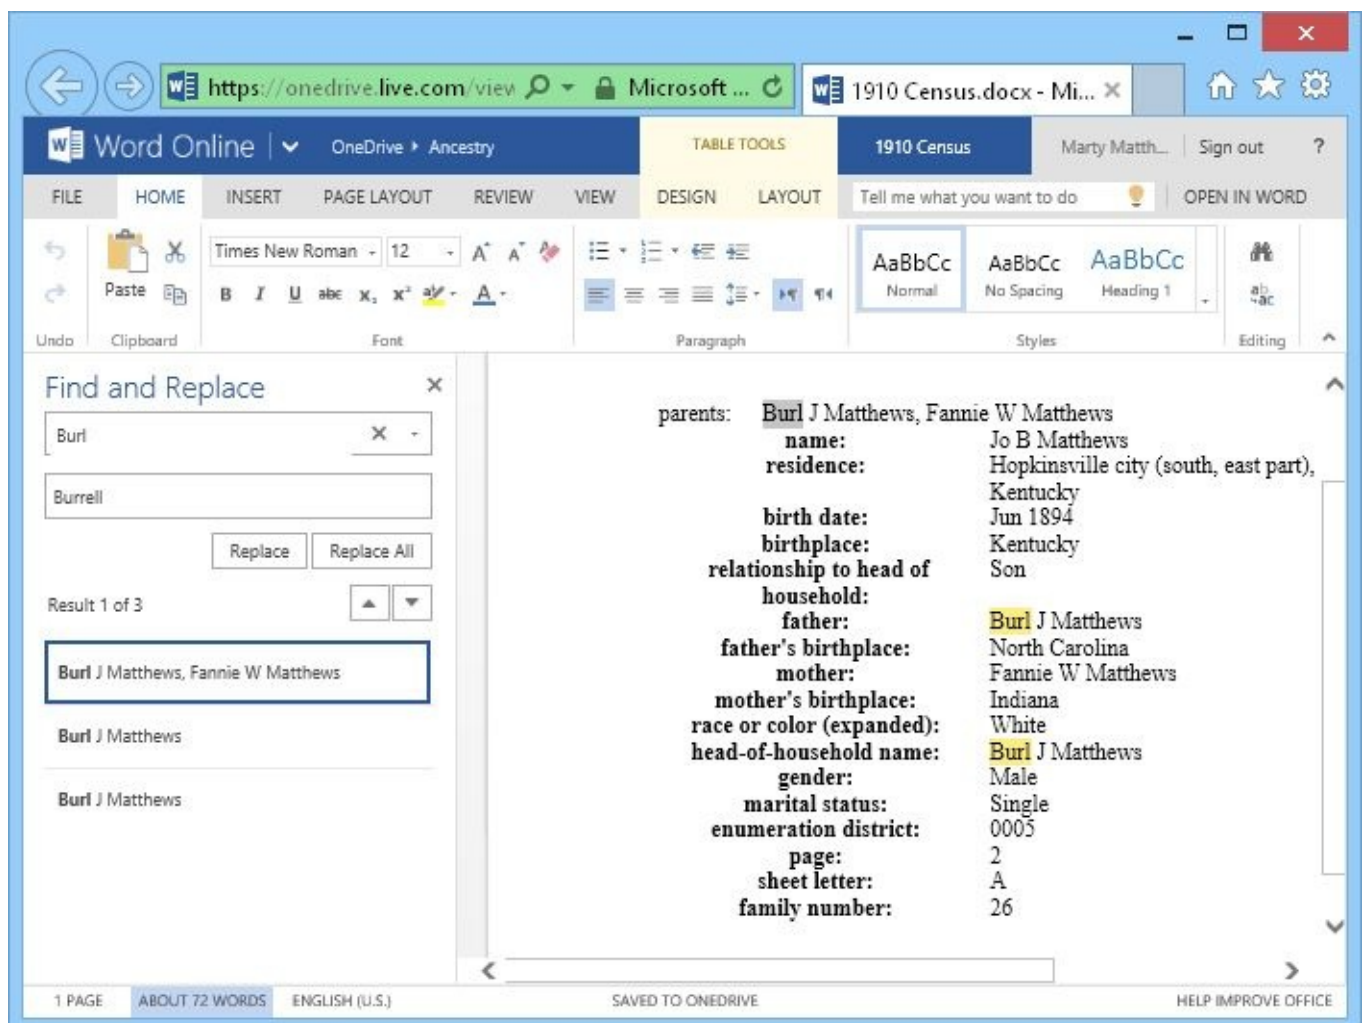 https://onedrive.live.com/view
Microsoft ...
1910 Census.docx - Mi...
Word Online
OneDrive ▸ Ancestry
TABLE TOOLS
1910 Census
Marty Matth...
Sign out
?
FILE
HOME
INSERT
PAGE LAYOUT
REVIEW
VIEW
DESIGN
LAYOUT
Tell me what you want to do
OPEN IN WORD
Times New Roman
12
Paste
B I U abc x₂ x² aby A
AaBbCc
Normal
AaBbCc
No Spacing
AaBbCc
Heading 1
Undo
Clipboard
Font
Paragraph
Styles
Editing
Find and Replace
Burl
Burrell
Replace
Replace All
Result 1 of 3
Burl J Matthews, Fannie W Matthews
Burl J Matthews
Burl J Matthews
parents: Burl J Matthews, Fannie W Matthews
name: Jo B Matthews
residence: Hopkinsville city (south, east part),
Kentucky
birth date: Jun 1894
birthplace: Kentucky
relationship to head of Son
household:
father: Burl J Matthews
father's birthplace: North Carolina
mother: Fannie W Matthews
mother's birthplace: Indiana
race or color (expanded): White
head-of-household name: Burl J Matthews
gender: Male
marital status: Single
enumeration district: 0005
page: 2
sheet letter: A
family number: 26
1 PAGE
ABOUT 72 WORDS
ENGLISH (U.S.)
SAVED TO ONEDRIVE
HELP IMPROVE OFFICE